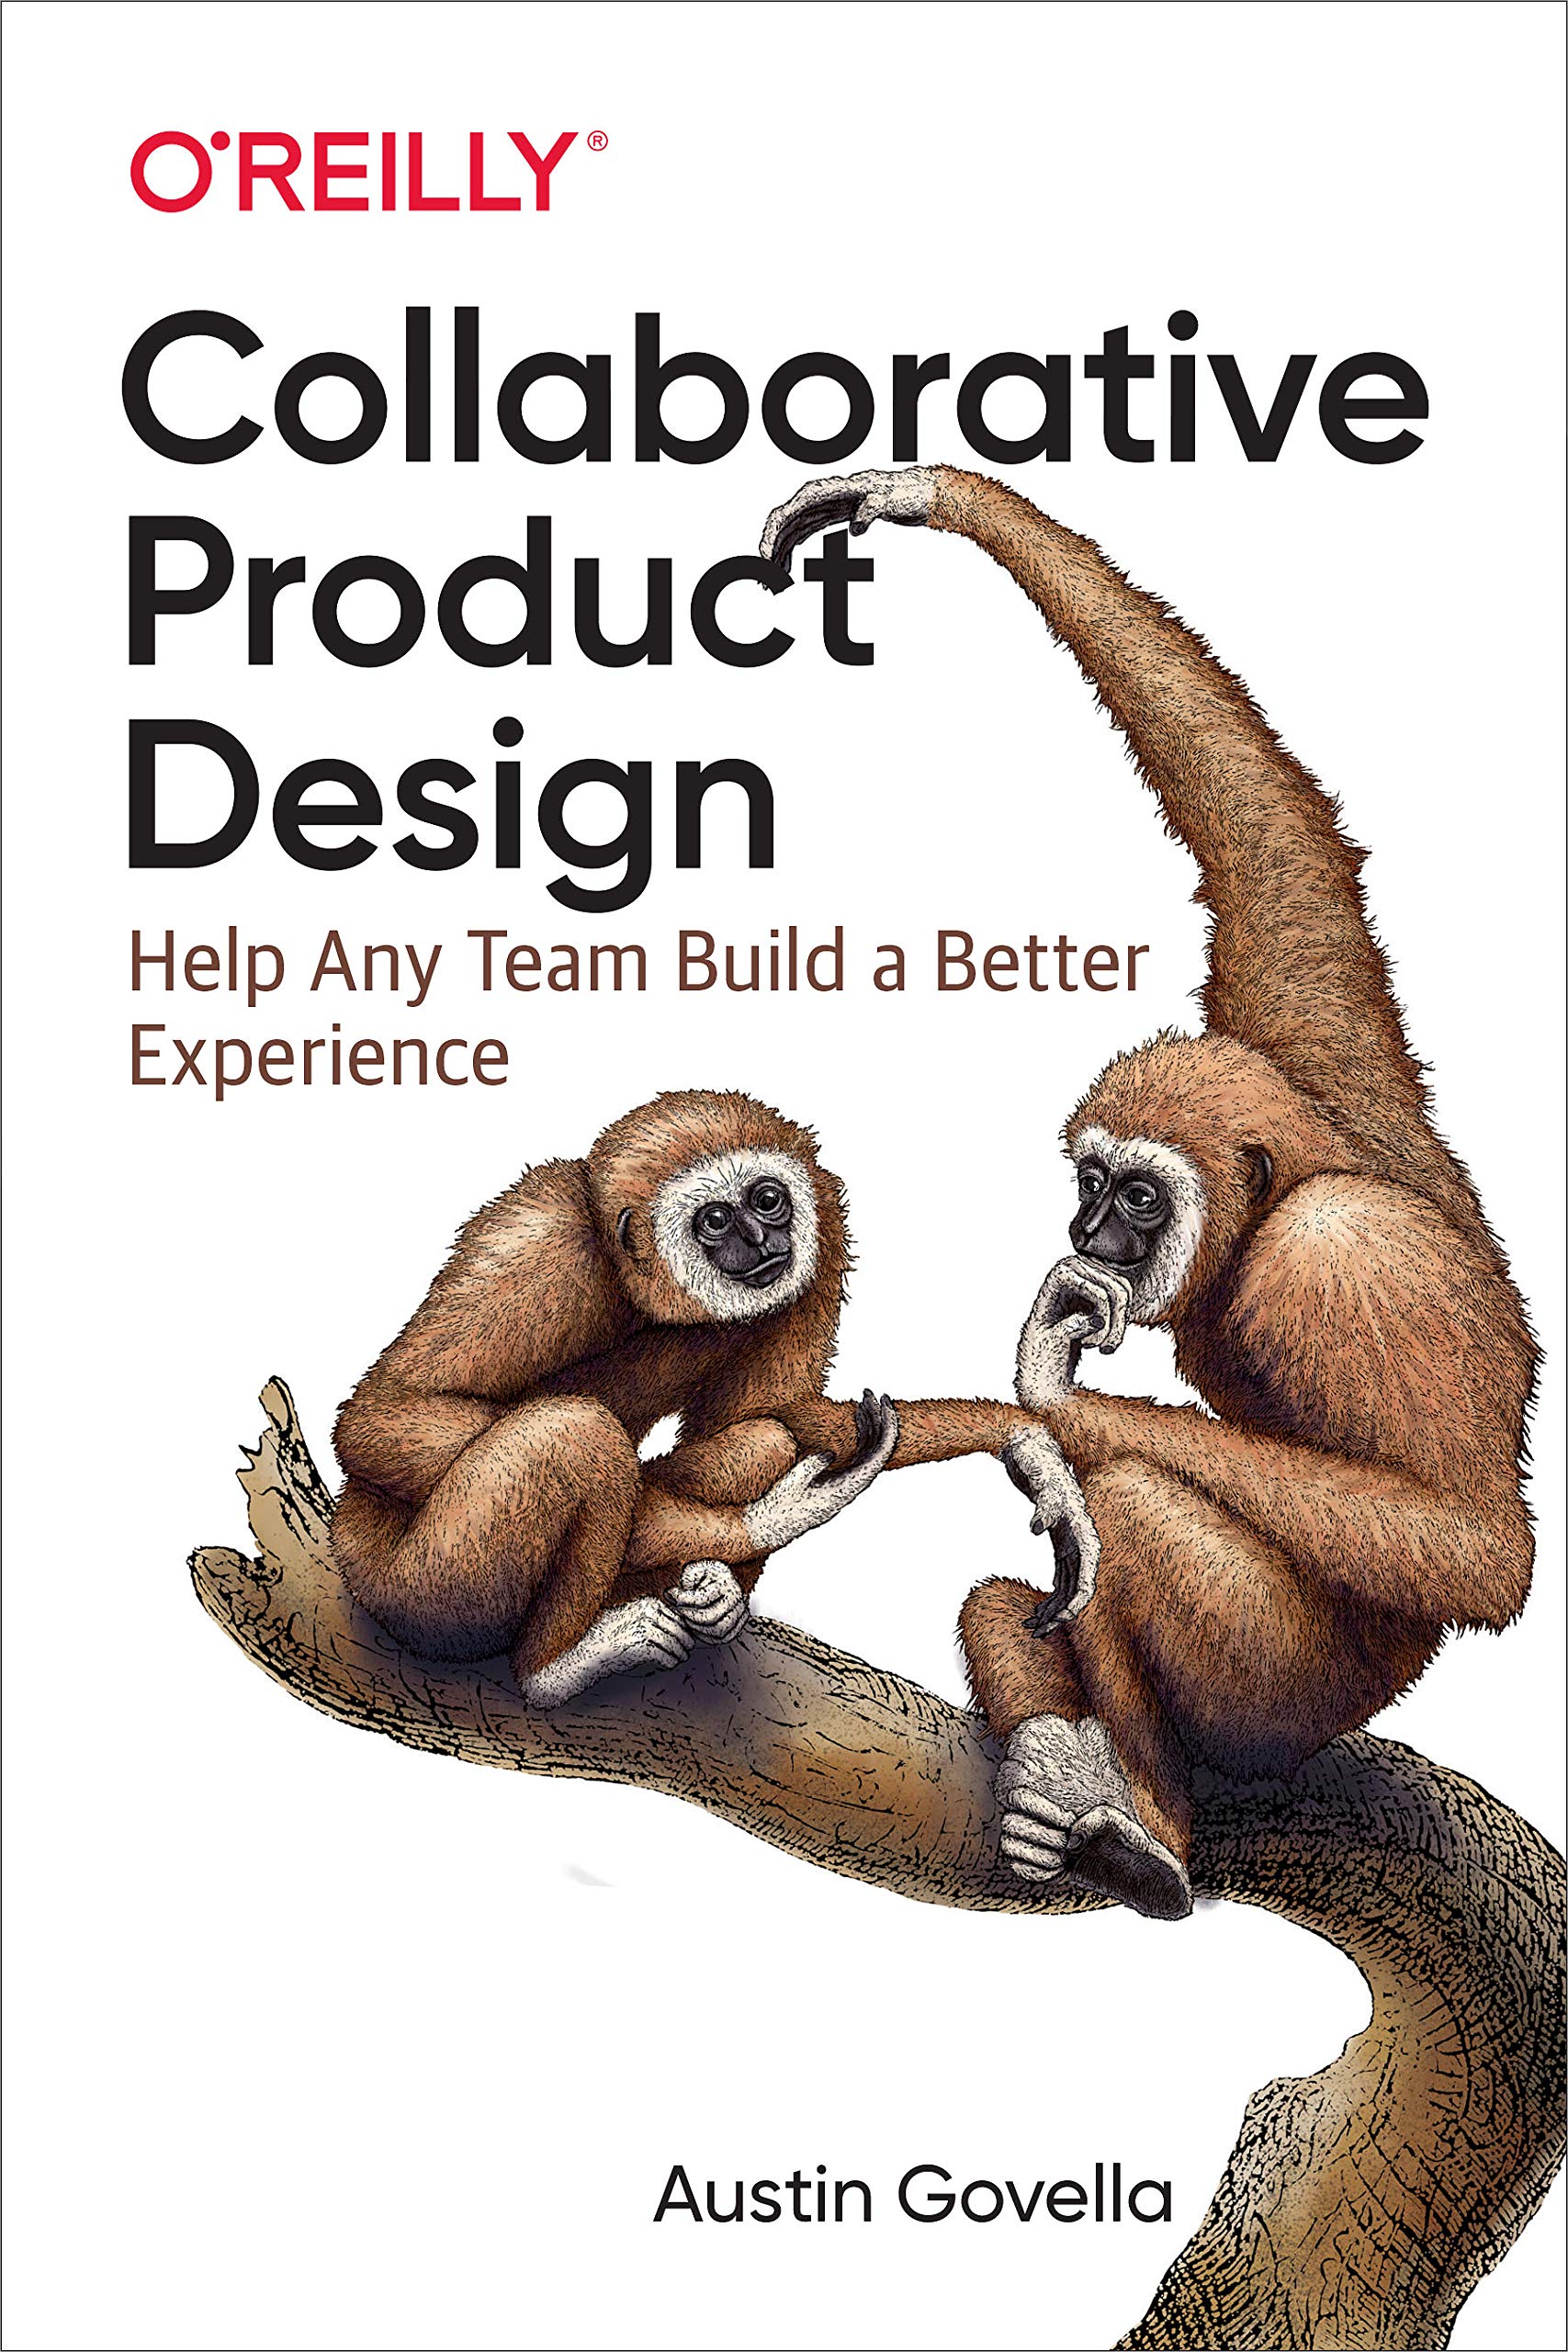 O'REILLY®
Collaborative
Product
Design
Help Any Team Build a Better
Experience
Austin Govella